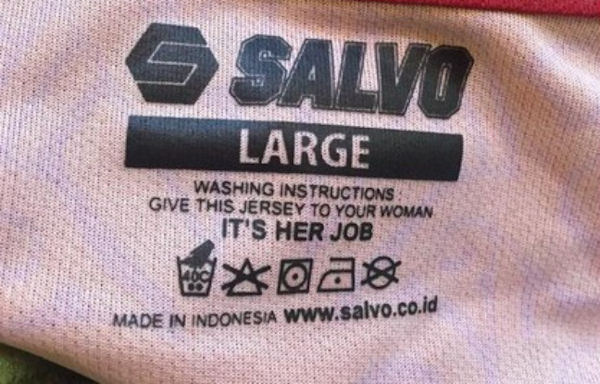 SALVO
LARGE
WASHING INSTRUCTIONS :
GIVE THIS JERSEY TO YOUR WOMAN
IT'S HER JOB
40C
MADE IN INDONESIA www.salvo.co.id